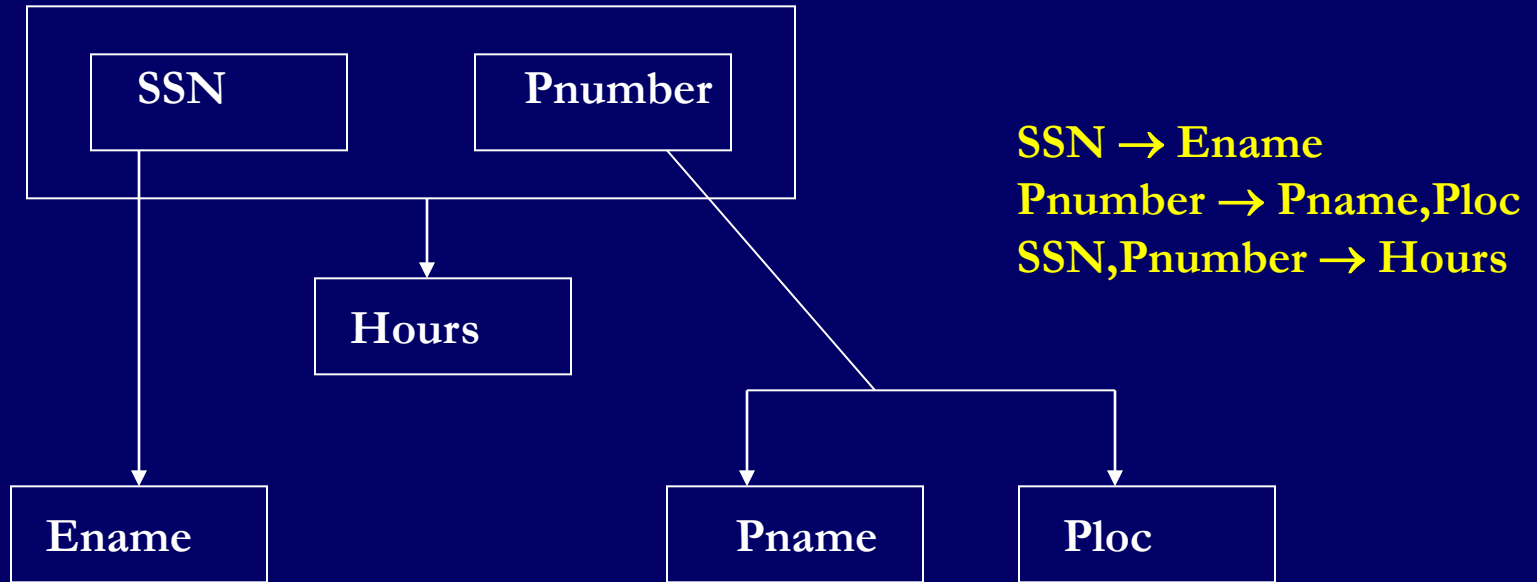 SSN
Pnumber
SSN → Ename
Pnumber → Pname,Ploc
SSN,Pnumber → Hours
Hours
Ename
Pname
Ploc